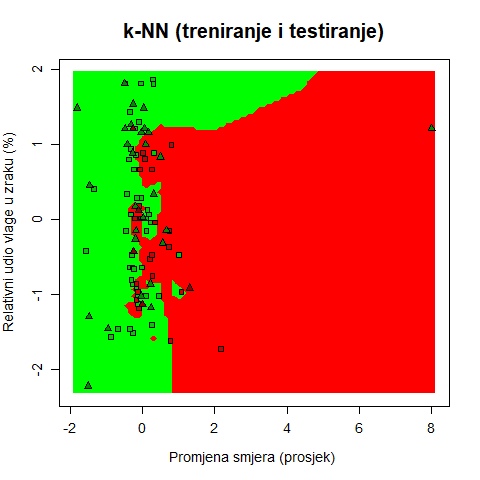 k-NN (treniranje i testiranje)
Relativni udio vlage u zraku (%)
2
1
0
-1
-2
-2 0 2 4 6 8
Promjena smjera (prosjek)